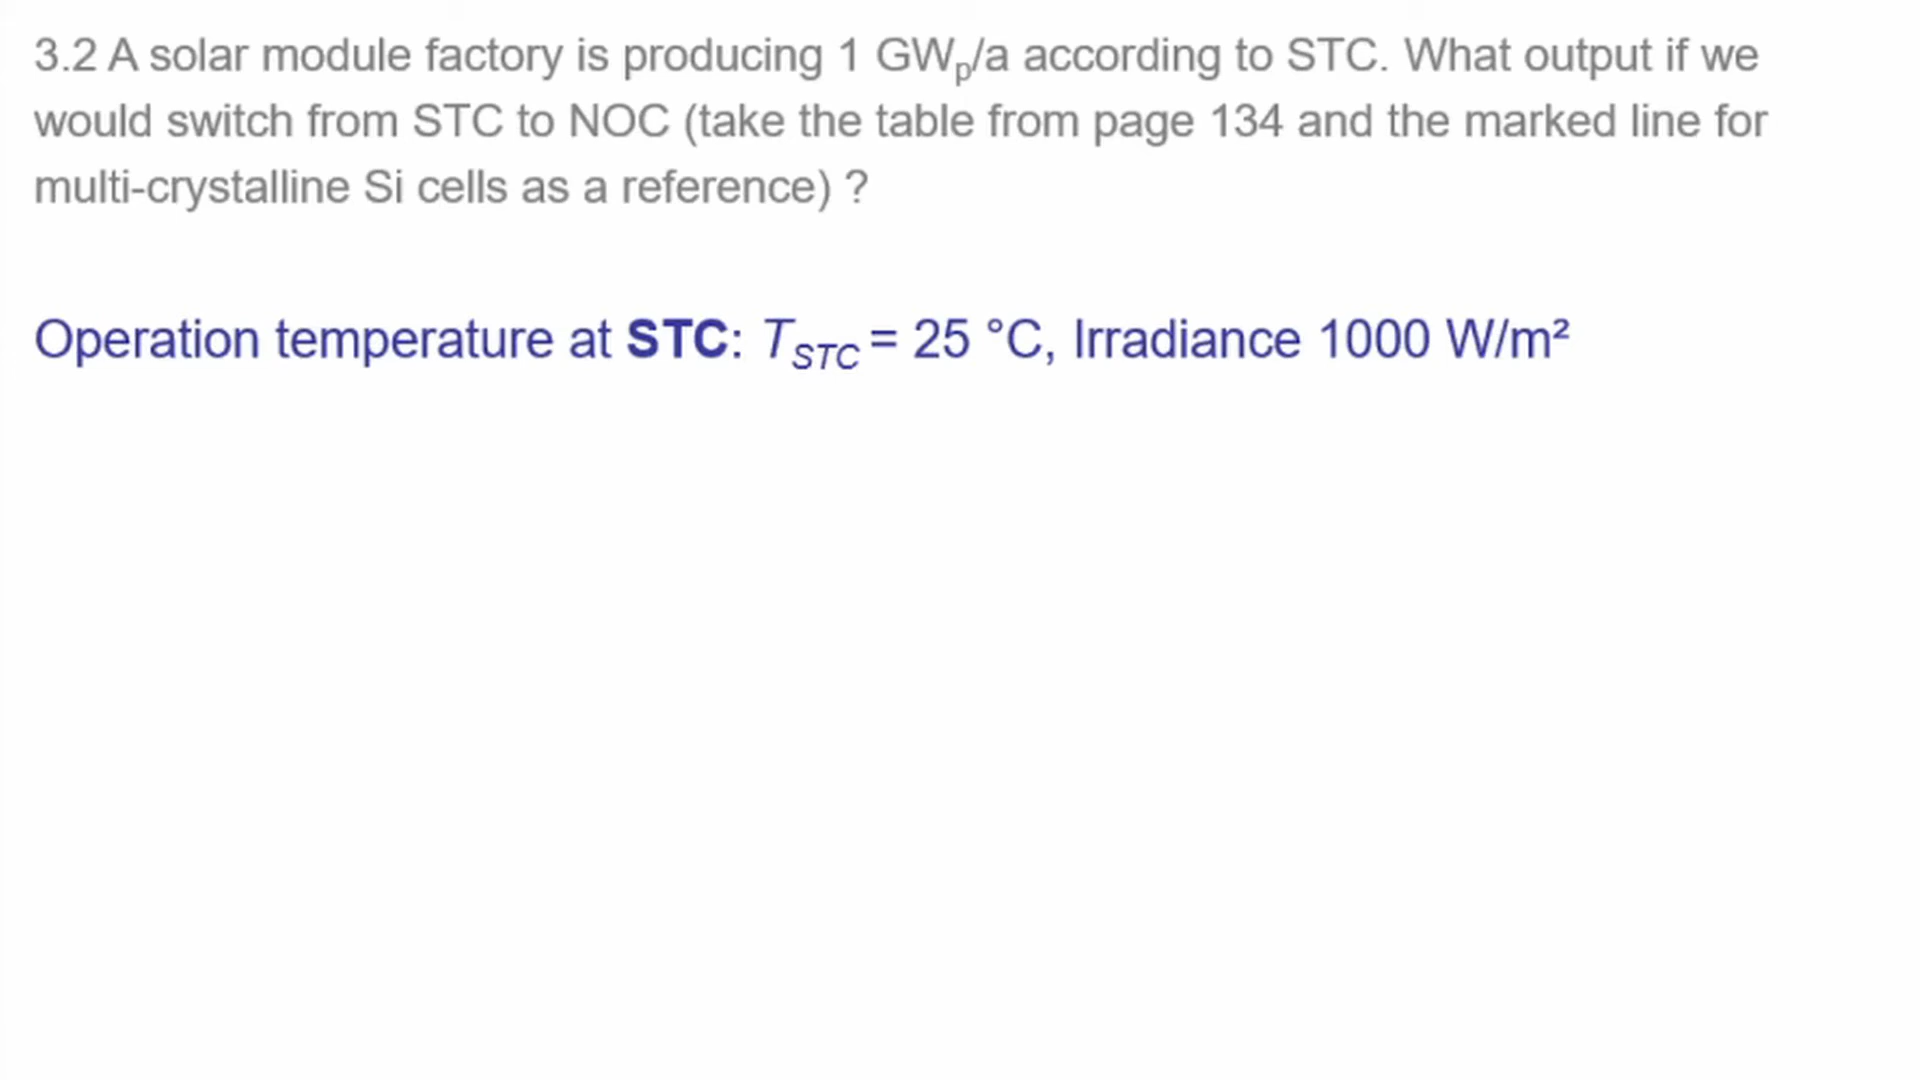 3.2 A solar module factory is producing 1 GWp/a according to STC. What output if we
would switch from STC to NOC (take the table from page 134 and the marked line for
multi-crystalline Si cells as a reference) ?
Operation temperature at STC: TSTC = 25 °C, Irradiance 1000 W/m²